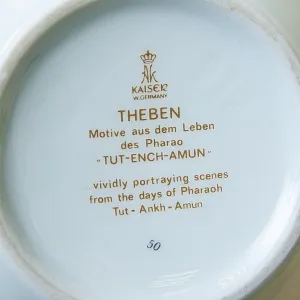 AK
KAISER
W. GERMANY
THEBEN
Motive aus dem Leben
des Pharao
"TUT-ENCH-AMUN"
... vividly portraying scenes
from the days of Pharaoh
Tut - Ankh - Amun
50